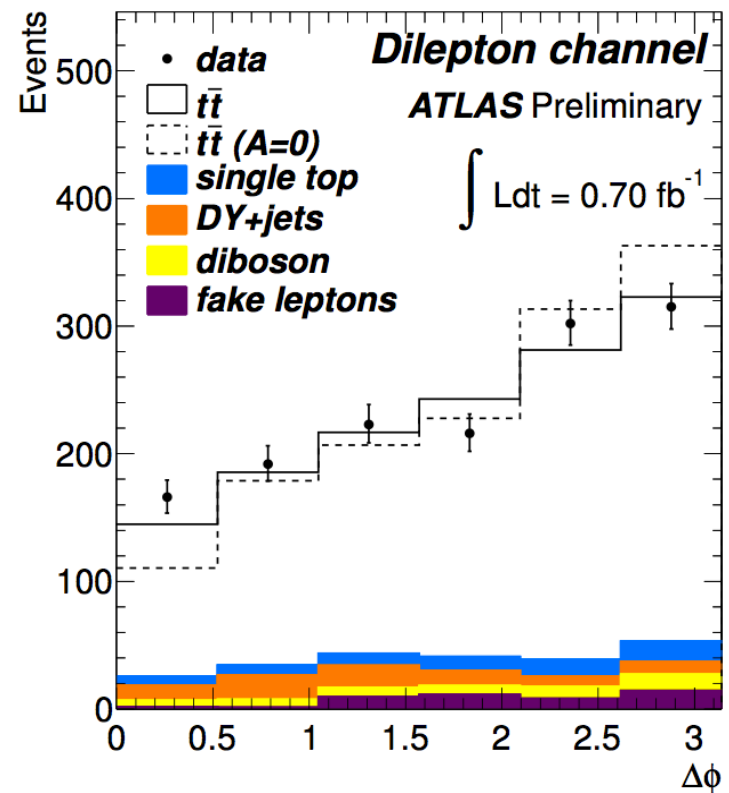 Events
500
400
300
200
100
0
data
tt̄
tt̄ (A=0)
single top
DY+jets
diboson
fake leptons
Dilepton channel
ATLAS Preliminary
∫ Ldt = 0.70 fb⁻¹
0 0.5 1 1.5 2 2.5 3
Δϕ